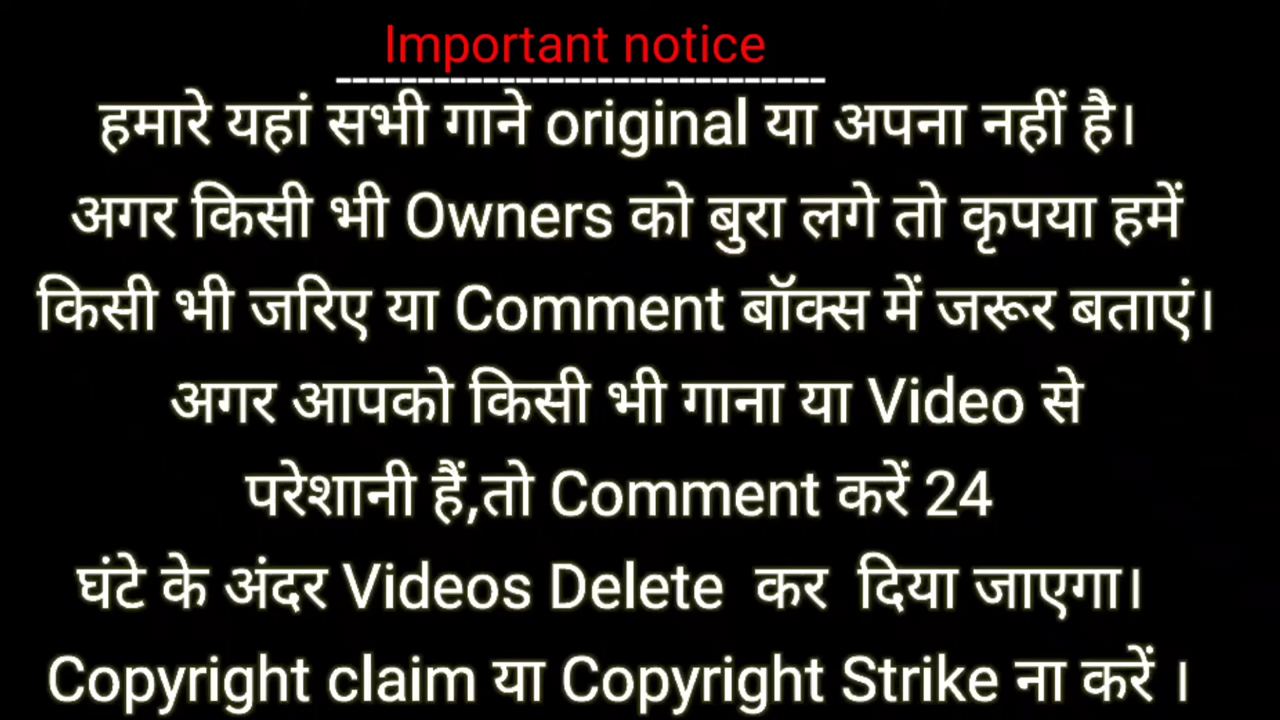 Important notice
------------------------------
हमारे यहां सभी गाने original या अपना नहीं है।
अगर किसी भी Owners को बुरा लगे तो कृपया हमें
किसी भी जरिए या Comment बॉक्स में जरूर बताएं।
अगर आपको किसी भी गाना या Video से
परेशानी हैं,तो Comment करें 24
घंटे के अंदर Videos Delete  कर  दिया जाएगा।
Copyright claim या Copyright Strike ना करें ।